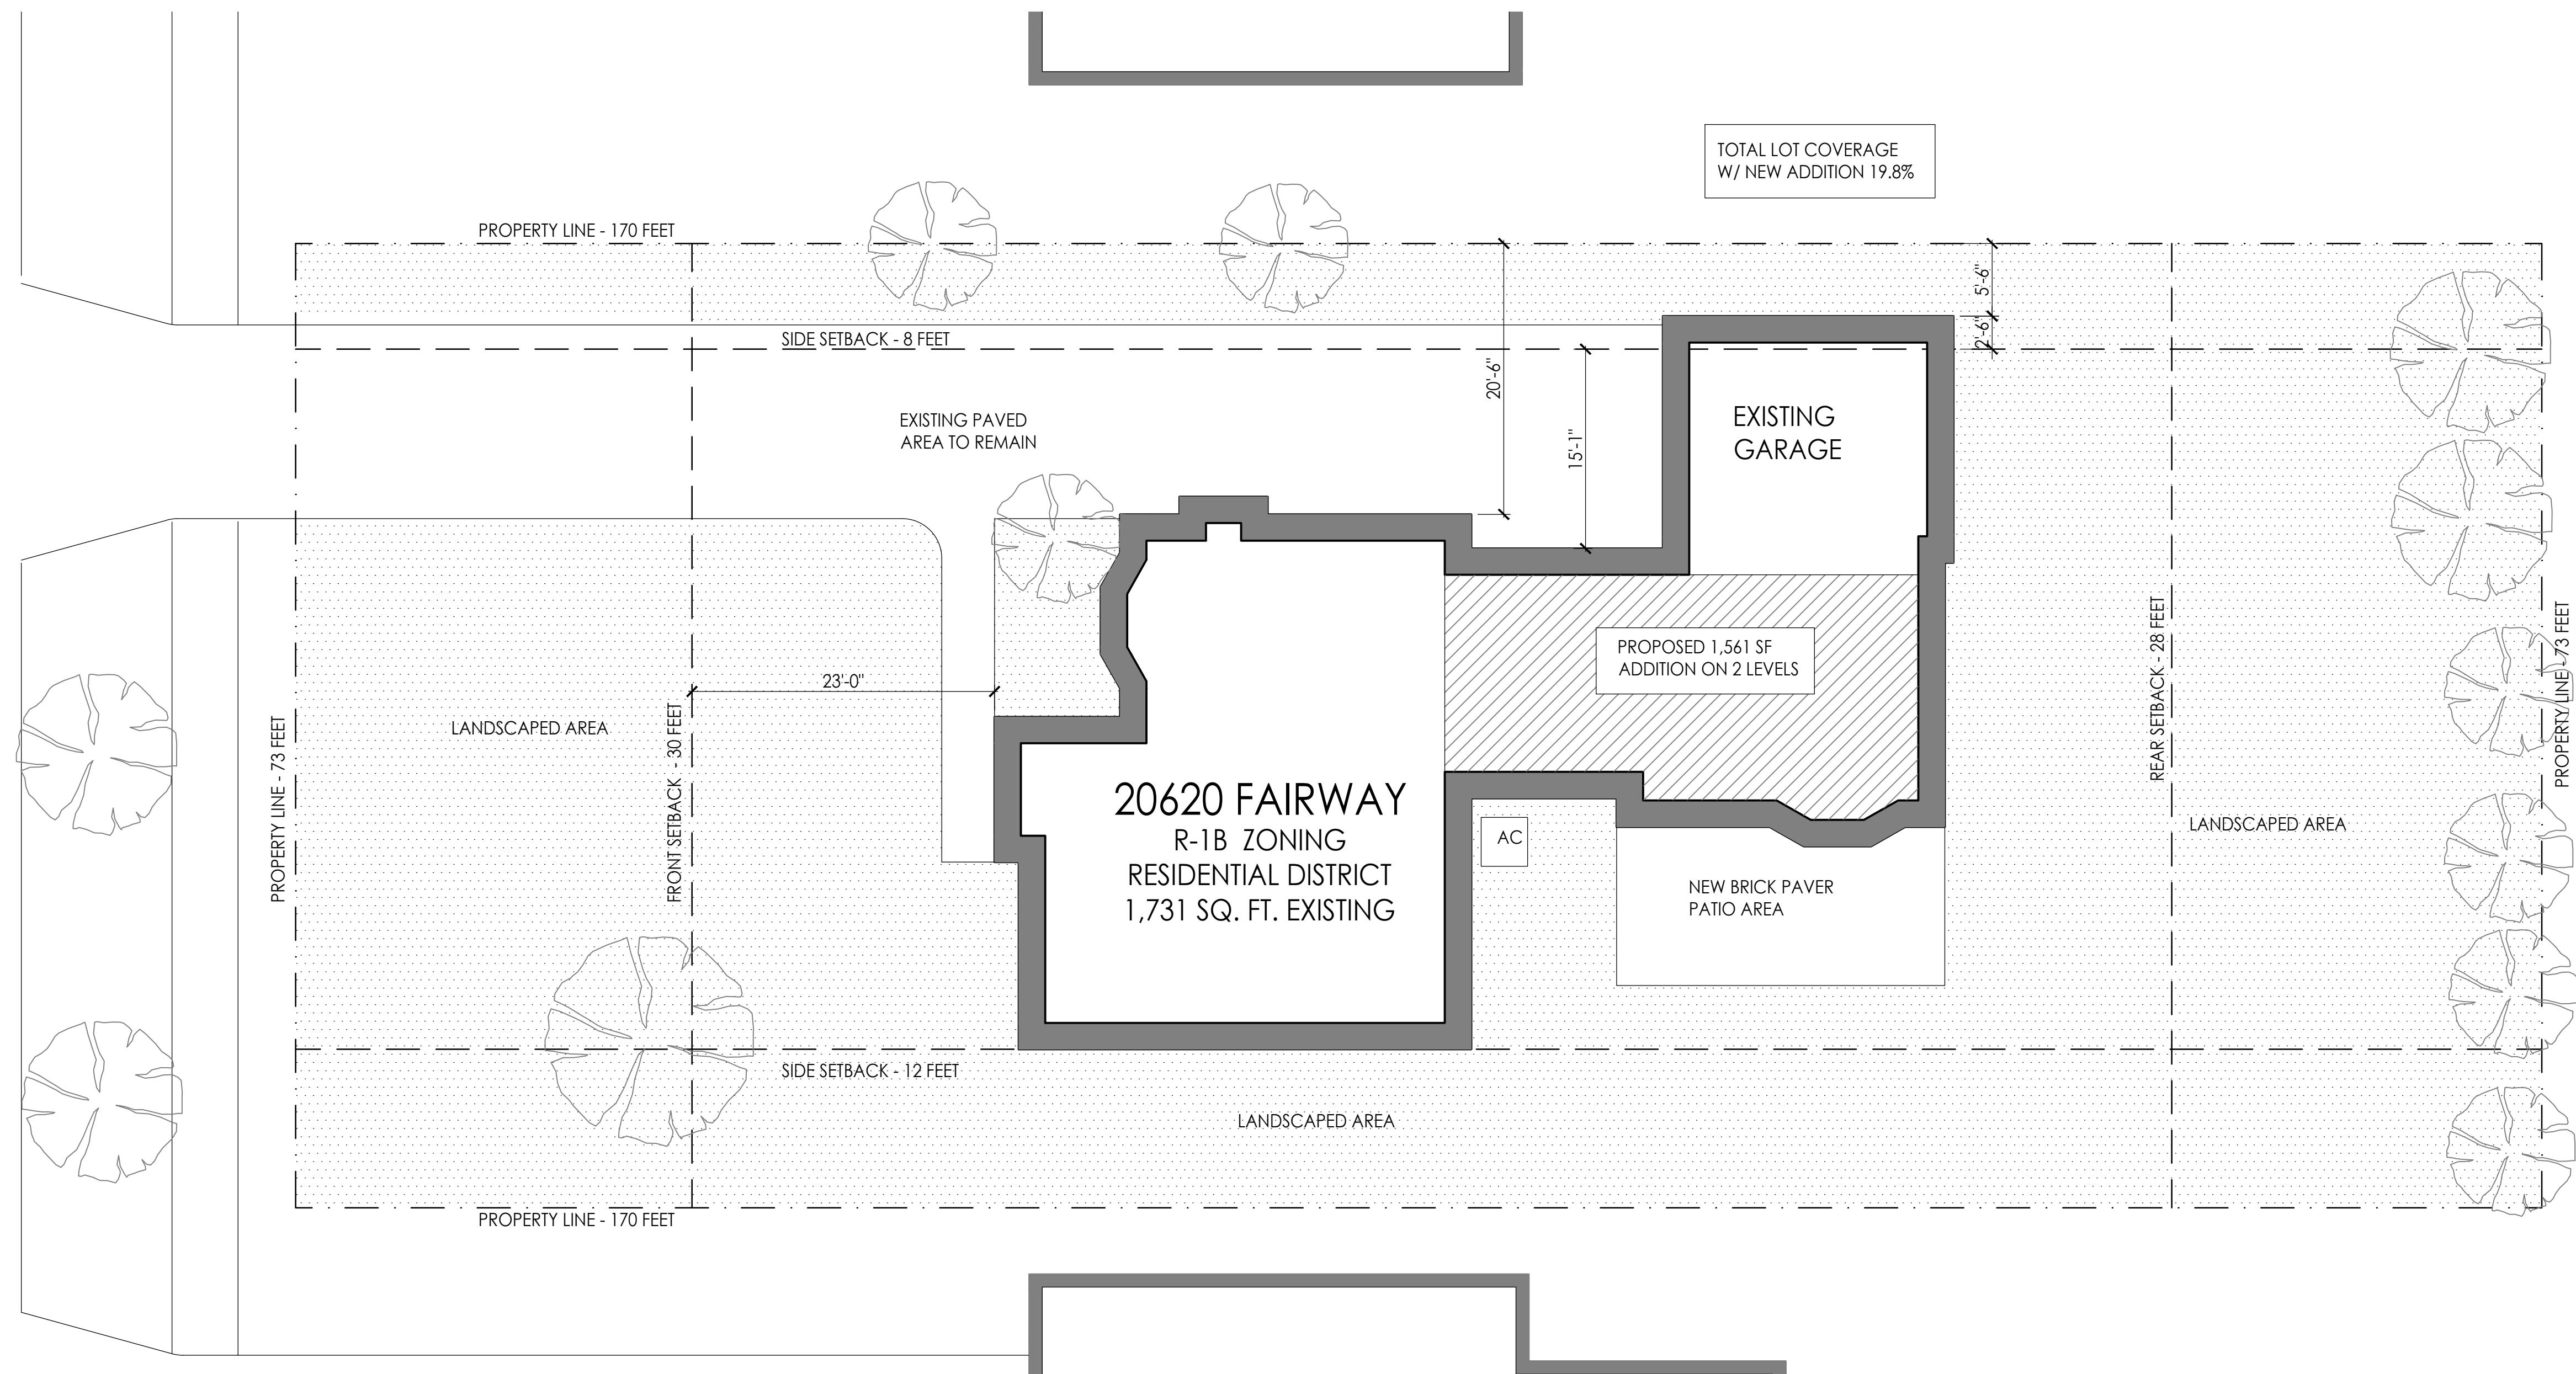 TOTAL LOT COVERAGE
W/ NEW ADDITION 19.8%
PROPERTY LINE - 170 FEET
5'-6"
2'-6"
SIDE SETBACK - 8 FEET
20'-6"
15'-1"
EXISTING PAVED
AREA TO REMAIN
EXISTING
GARAGE
PROPOSED 1,561 SF
ADDITION ON 2 LEVELS
23'-0"
LANDSCAPED AREA
PROPERTY LINE - 73 FEET
FRONT SETBACK - 30 FEET
REAR SETBACK - 28 FEET
PROPERTY LINE - 73 FEET
20620 FAIRWAY
R-1B ZONING
RESIDENTIAL DISTRICT
1,731 SQ. FT. EXISTING
AC
LANDSCAPED AREA
NEW BRICK PAVER
PATIO AREA
SIDE SETBACK - 12 FEET
LANDSCAPED AREA
PROPERTY LINE - 170 FEET